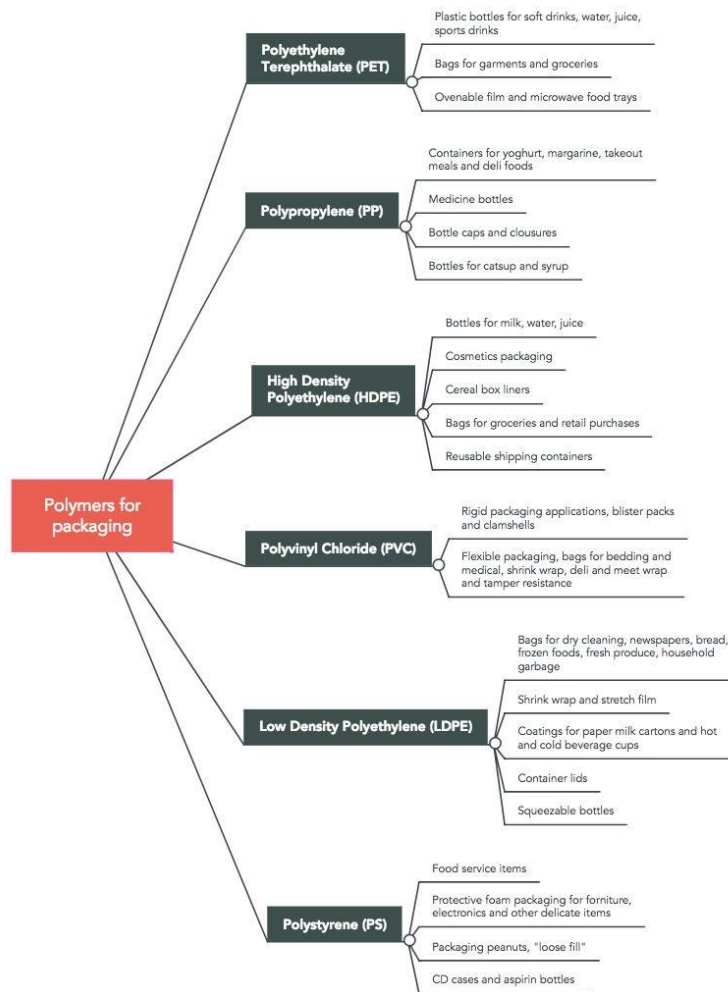 Polymers for
packaging
Polyethylene
Terephthalate (PET)
Plastic bottles for soft drinks, water, juice,
sports drinks
Bags for garments and groceries
Ovenable film and microwave food trays
Polypropylene (PP)
Containers for yoghurt, margarine, takeout
meals and deli foods
Medicine bottles
Bottle caps and clousures
Bottles for catsup and syrup
High Density
Polyethylene (HDPE)
Bottles for milk, water, juice
Cosmetics packaging
Cereal box liners
Bags for groceries and retail purchases
Reusable shipping containers
Polyvinyl Chloride (PVC)
Rigid packaging applications, blister packs
and clamshells
Flexible packaging, bags for bedding and
medical, shrink wrap, deli and meet wrap
and tamper resistance
Low Density Polyethylene (LDPE)
Bags for dry cleaning, newspapers, bread,
frozen foods, fresh produce, household
garbage
Shrink wrap and stretch film
Coatings for paper milk cartons and hot
and cold beverage cups
Container lids
Squeezable bottles
Polystyrene (PS)
Food service items
Protective foam packaging for forniture,
electronics and other delicate items
Packaging peanuts, "loose fill"
CD cases and aspirin bottles